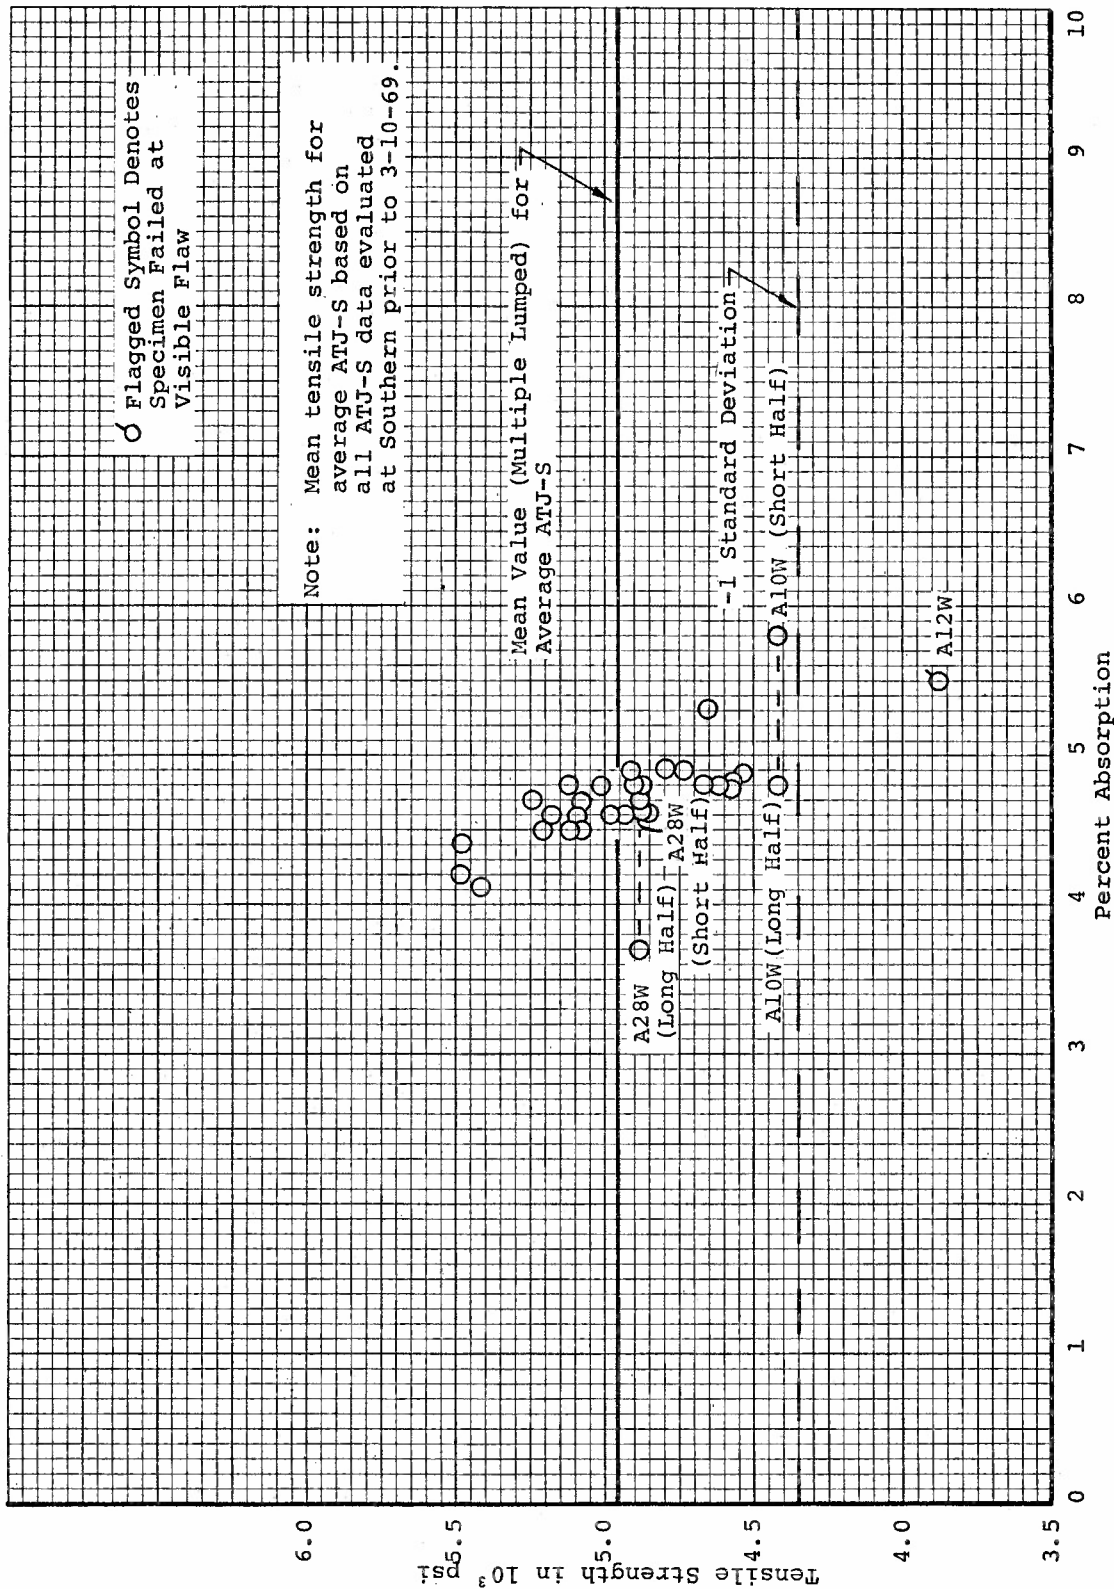 Flagged Symbol Denotes
Specimen Failed at
Visible Flaw
Note: Mean tensile strength for
average ATJ-S based on
all ATJ-S data evaluated
at Southern prior to 3-10-69.
Mean Value (Multiple Lumped) for
Average ATJ-S
-1 Standard Deviation
A28W
(Long Half)
A28W
(Short Half)
A10W (Long Half)
A10W (Short Half)
A12W
Tensile Strength in 10³ psi
6.0
5.5
5.0
4.5
4.0
3.5
0 1 2 3 4 5 6 7 8 9 10
Percent Absorption